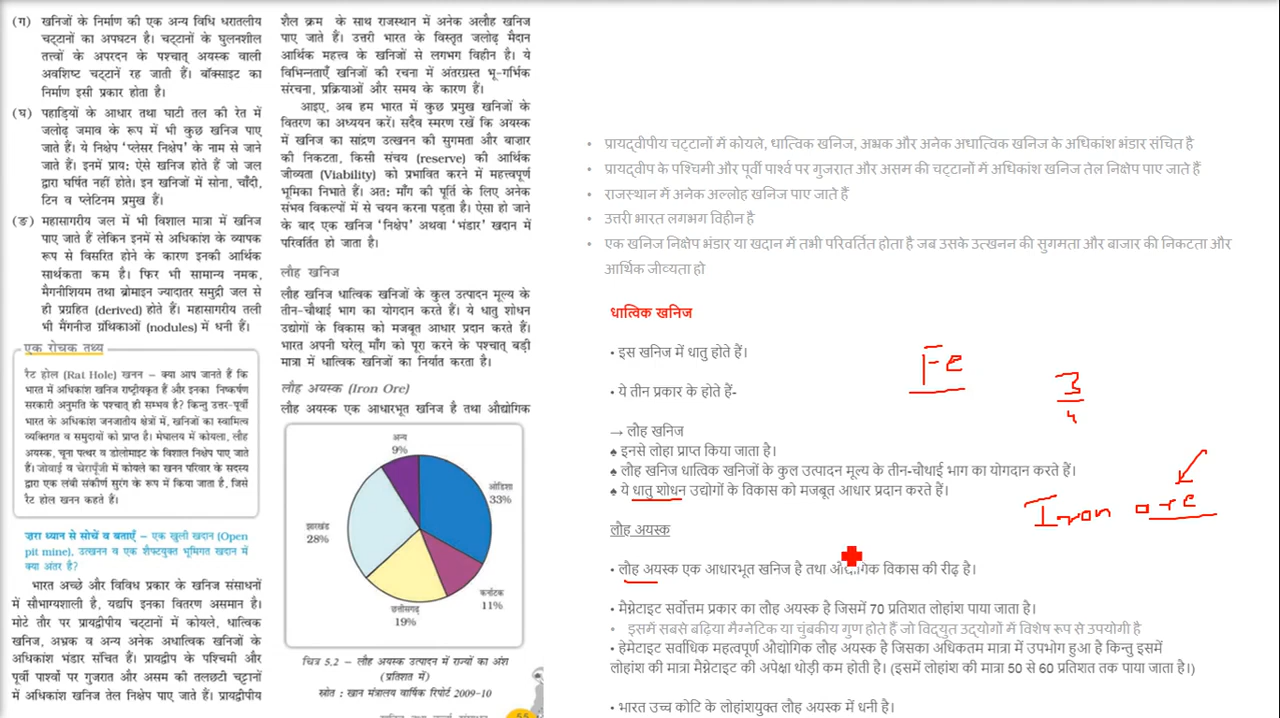 (ग) खनिजों के निर्माण की एक अन्य विधि धरातलीय
चट्टानों का अपघटन है। चट्टानों के घुलनशील
तत्त्वों के अपरदन के पश्चात् अयस्क वाली
अवशिष्ट चट्टानें रह जाती हैं। बॉक्साइट का
निर्माण इसी प्रकार होता है।
(घ) पहाड़ियों के आधार तथा घाटी तल की रेत में
जलोढ़ जमाव के रूप में भी कुछ खनिज पाए
जाते हैं। ये निक्षेप 'प्लेसर निक्षेप' के नाम से जाने
जाते हैं। इनमें प्राय: ऐसे खनिज होते हैं जो जल
द्वारा घर्षित नहीं होते। इन खनिजों में सोना, चाँदी,
टिन व प्लेटिनम प्रमुख हैं।
(ङ) महासागरीय जल में भी विशाल मात्रा में खनिज
पाए जाते हैं लेकिन इनमें से अधिकांश के व्यापक
रूप से विसरित होने के कारण इनकी आर्थिक
सार्थकता कम है। फिर भी सामान्य नमक,
मैगनीशियम तथा ब्रोमाइन ज्यादातर समुद्री जल से
ही प्रग्रहित (derived) होते हैं। महासागरीय तली
भी मैंगनीज़ ग्रंथिकाओं (nodules) में धनी हैं।
एक रोचक तथ्य
रैट होल (Rat Hole) खनन – क्या आप जानते हैं कि
भारत में अधिकांश खनिज राष्ट्रीयकृत हैं और इनका निष्कर्षण
सरकारी अनुमति के पश्चात् ही सम्भव है? किन्तु उत्तर-पूर्वी
भारत के अधिकांश जनजातीय क्षेत्रों में, खनिजों का स्वामित्व
व्यक्तिगत व समुदायों को प्राप्त है। मेघालय में कोयला, लौह
अयस्क, चूना पत्थर व डोलोमाइट के विशाल निक्षेप पाए जाते
हैं। जोवाई व चेरापूँजी में कोयले का खनन परिवार के सदस्य
द्वारा एक लंबी संकीर्ण सुरंग के रूप में किया जाता है, जिसे
रैट होल खनन कहते हैं।
ज़रा ध्यान से सोचें व बताएँ – एक खुली खदान (Open
pit mine), उत्खनन व एक शैफ्टयुक्त भूमिगत खदान में
क्या अंतर है?
भारत अच्छे और विविध प्रकार के खनिज संसाधनों
में सौभाग्यशाली है, यद्यपि इनका वितरण असमान है।
मोटे तौर पर प्रायद्वीपीय चट्टानों में कोयले, धात्विक
खनिज, अभ्रक व अन्य अनेक अधात्विक खनिजों के
अधिकांश भंडार संचित हैं। प्रायद्वीप के पश्चिमी और
पूर्वी पार्श्वों पर गुजरात और असम की तलछटी चट्टानों
में अधिकांश खनिज तेल निक्षेप पाए जाते हैं। प्रायद्वीपीय
शैल क्रम के साथ राजस्थान में अनेक अलौह खनिज
पाए जाते हैं। उत्तरी भारत के विस्तृत जलोढ़ मैदान
आर्थिक महत्त्व के खनिजों से लगभग विहीन है। ये
विभिन्नताएँ खनिजों की रचना में अंतरग्रस्त भू-गर्भिक
संरचना, प्रक्रियाओं और समय के कारण हैं।
आइए, अब हम भारत में कुछ प्रमुख खनिजों के
वितरण का अध्ययन करें। सदैव स्मरण रखें कि अयस्क
में खनिज का सांद्रण उत्खनन की सुगमता और बाज़ार
की निकटता, किसी संचय (reserve) की आर्थिक
जीव्यता (Viability) को प्रभावित करने में महत्त्वपूर्ण
भूमिका निभाते हैं। अत: माँग की पूर्ति के लिए अनेक
संभव विकल्पों में से चयन करना पड़ता है। ऐसा हो जाने
के बाद एक खनिज 'निक्षेप' अथवा 'भंडार' खदान में
परिवर्तित हो जाता है।
लौह खनिज
लौह खनिज धात्विक खनिजों के कुल उत्पादन मूल्य के
तीन-चौथाई भाग का योगदान करते हैं। ये धातु शोधन
उद्योगों के विकास को मजबूत आधार प्रदान करते हैं।
भारत अपनी घरेलू माँग को पूरा करने के पश्चात् बड़ी
मात्रा में धात्विक खनिजों का निर्यात करता है।
लौह अयस्क (Iron Ore)
लौह अयस्क एक आधारभूत खनिज है तथा औद्योगिक
अन्य
9%
ओडिशा
33%
झारखंड
28%
कर्नाटक
11%
छत्तीसगढ़
19%
चित्र 5.2 – लौह अयस्क उत्पादन में राज्यों का अंश
(प्रतिशत में)
स्रोत : खान मंत्रालय वार्षिक रिपोर्ट 2009-10
55
• प्रायद्वीपीय चट्टानों में कोयले, धात्विक खनिज, अभ्रक और अनेक अधात्विक खनिज के अधिकांश भंडार संचित है
• प्रायद्वीप के पश्चिमी और पूर्वी पार्श्व पर गुजरात और असम की चट्टानों में अधिकांश खनिज तेल निक्षेप पाए जाते हैं
• राजस्थान में अनेक अल्लोह खनिज पाए जाते हैं
• उत्तरी भारत लगभग विहीन है
• एक खनिज निक्षेप भंडार या खदान में तभी परिवर्तित होता है जब उसके उत्खनन की सुगमता और बाजार की निकटता और
आर्थिक जीव्यता हो
धात्विक खनिज
• इस खनिज में धातु होते हैं।
Fe
3
4
• ये तीन प्रकार के होते हैं-
→ लौह खनिज
♠ इनसे लोहा प्राप्त किया जाता है।
♠ लौह खनिज धात्विक खनिजों के कुल उत्पादन मूल्य के तीन-चौथाई भाग का योगदान करते हैं।
♠ ये धातु शोधन उद्योगों के विकास को मजबूत आधार प्रदान करते हैं।
Iron ore
लौह अयस्क
• लौह अयस्क एक आधारभूत खनिज है तथा औद्योगिक विकास की रीढ़ है।
• मैग्नेटाइट सर्वोत्तम प्रकार का लौह अयस्क है जिसमें 70 प्रतिशत लोहांश पाया जाता है।
• इसमें सबसे बढ़िया मैग्नेटिक या चुंबकीय गुण होते हैं जो विद्युत उद्योगों में विशेष रूप से उपयोगी है
• हेमेटाइट सर्वाधिक महत्वपूर्ण औद्योगिक लौह अयस्क है जिसका अधिकतम मात्रा में उपभोग हुआ है किन्तु इसमें
लोहांश की मात्रा मैग्नेटाइट की अपेक्षा थोड़ी कम होती है। (इसमें लोहांश की मात्रा 50 से 60 प्रतिशत तक पाया जाता है।)
• भारत उच्च कोटि के लोहांशयुक्त लौह अयस्क में धनी है।